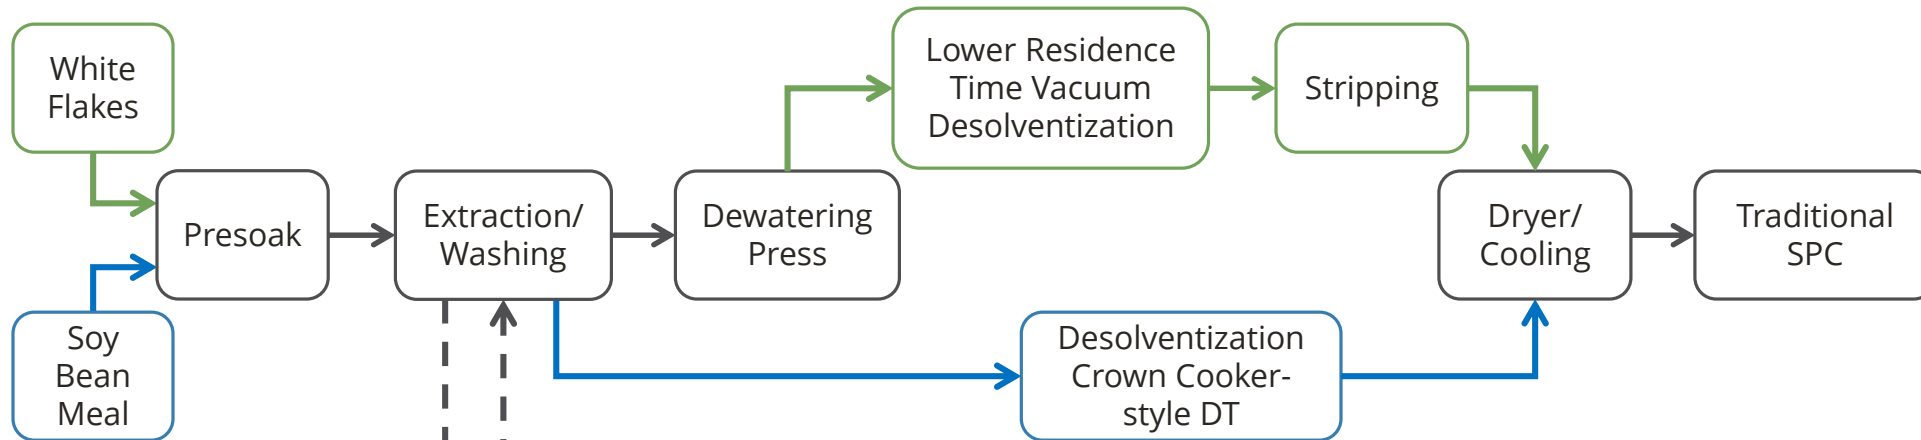 White
Flakes
Soy
Bean
Meal
Presoak
Extraction/
Washing
Dewatering
Press
Lower Residence
Time Vacuum
Desolventization
Stripping
Desolventization
Crown Cooker-
style DT
Dryer/
Cooling
Traditional
SPC